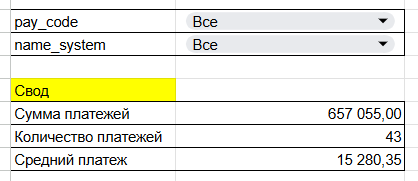 pay_code Все
name_system Все
Свод
Сумма платежей 657 055,00
Количество платежей 43
Средний платеж 15 280,35